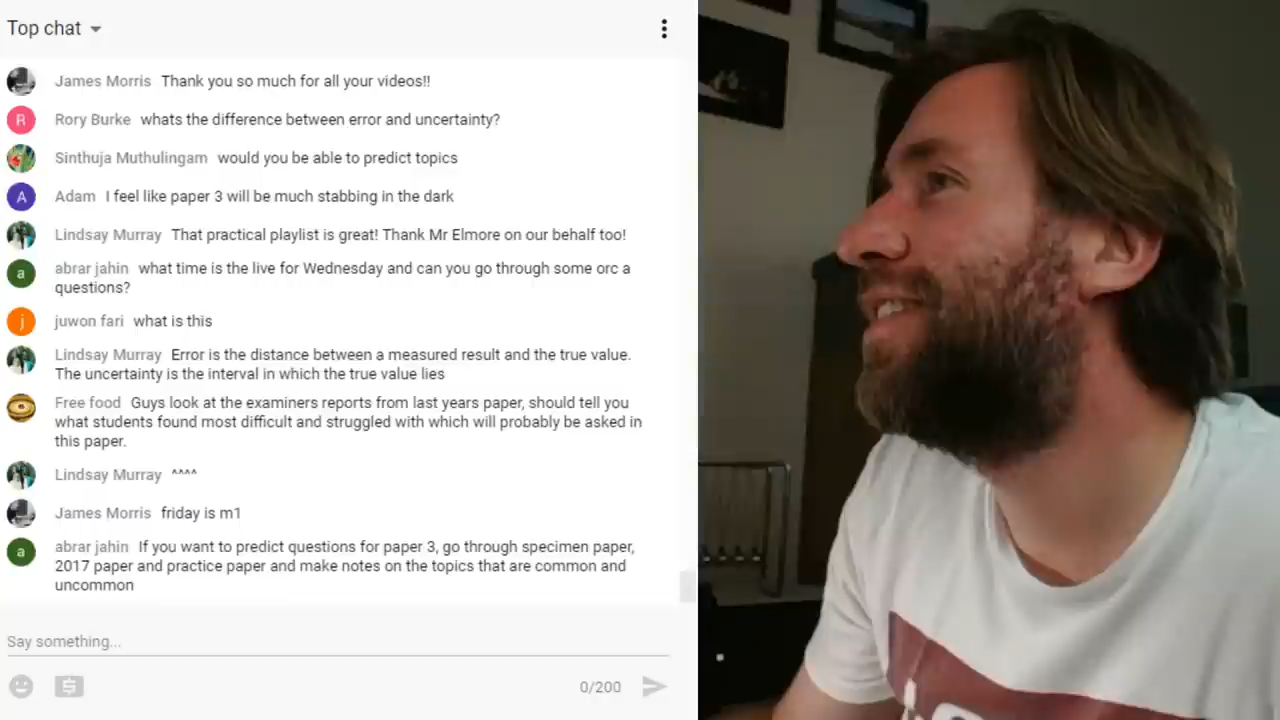 Top chat
James Morris Thank you so much for all your videos!!
R Rory Burke whats the difference between error and uncertainty?
Sinthuja Muthulingam would you be able to predict topics
A Adam I feel like paper 3 will be much stabbing in the dark
Lindsay Murray That practical playlist is great! Thank Mr Elmore on our behalf too!
a abrar jahin what time is the live for Wednesday and can you go through some orc a
questions?
j juwon fari what is this
Lindsay Murray Error is the distance between a measured result and the true value.
The uncertainty is the interval in which the true value lies
Free food Guys look at the examiners reports from last years paper, should tell you
what students found most difficult and struggled with which will probably be asked in
this paper.
Lindsay Murray ^^^^
James Morris friday is m1
a abrar jahin If you want to predict questions for paper 3, go through specimen paper,
2017 paper and practice paper and make notes on the topics that are common and
uncommon
Say something...
0/200